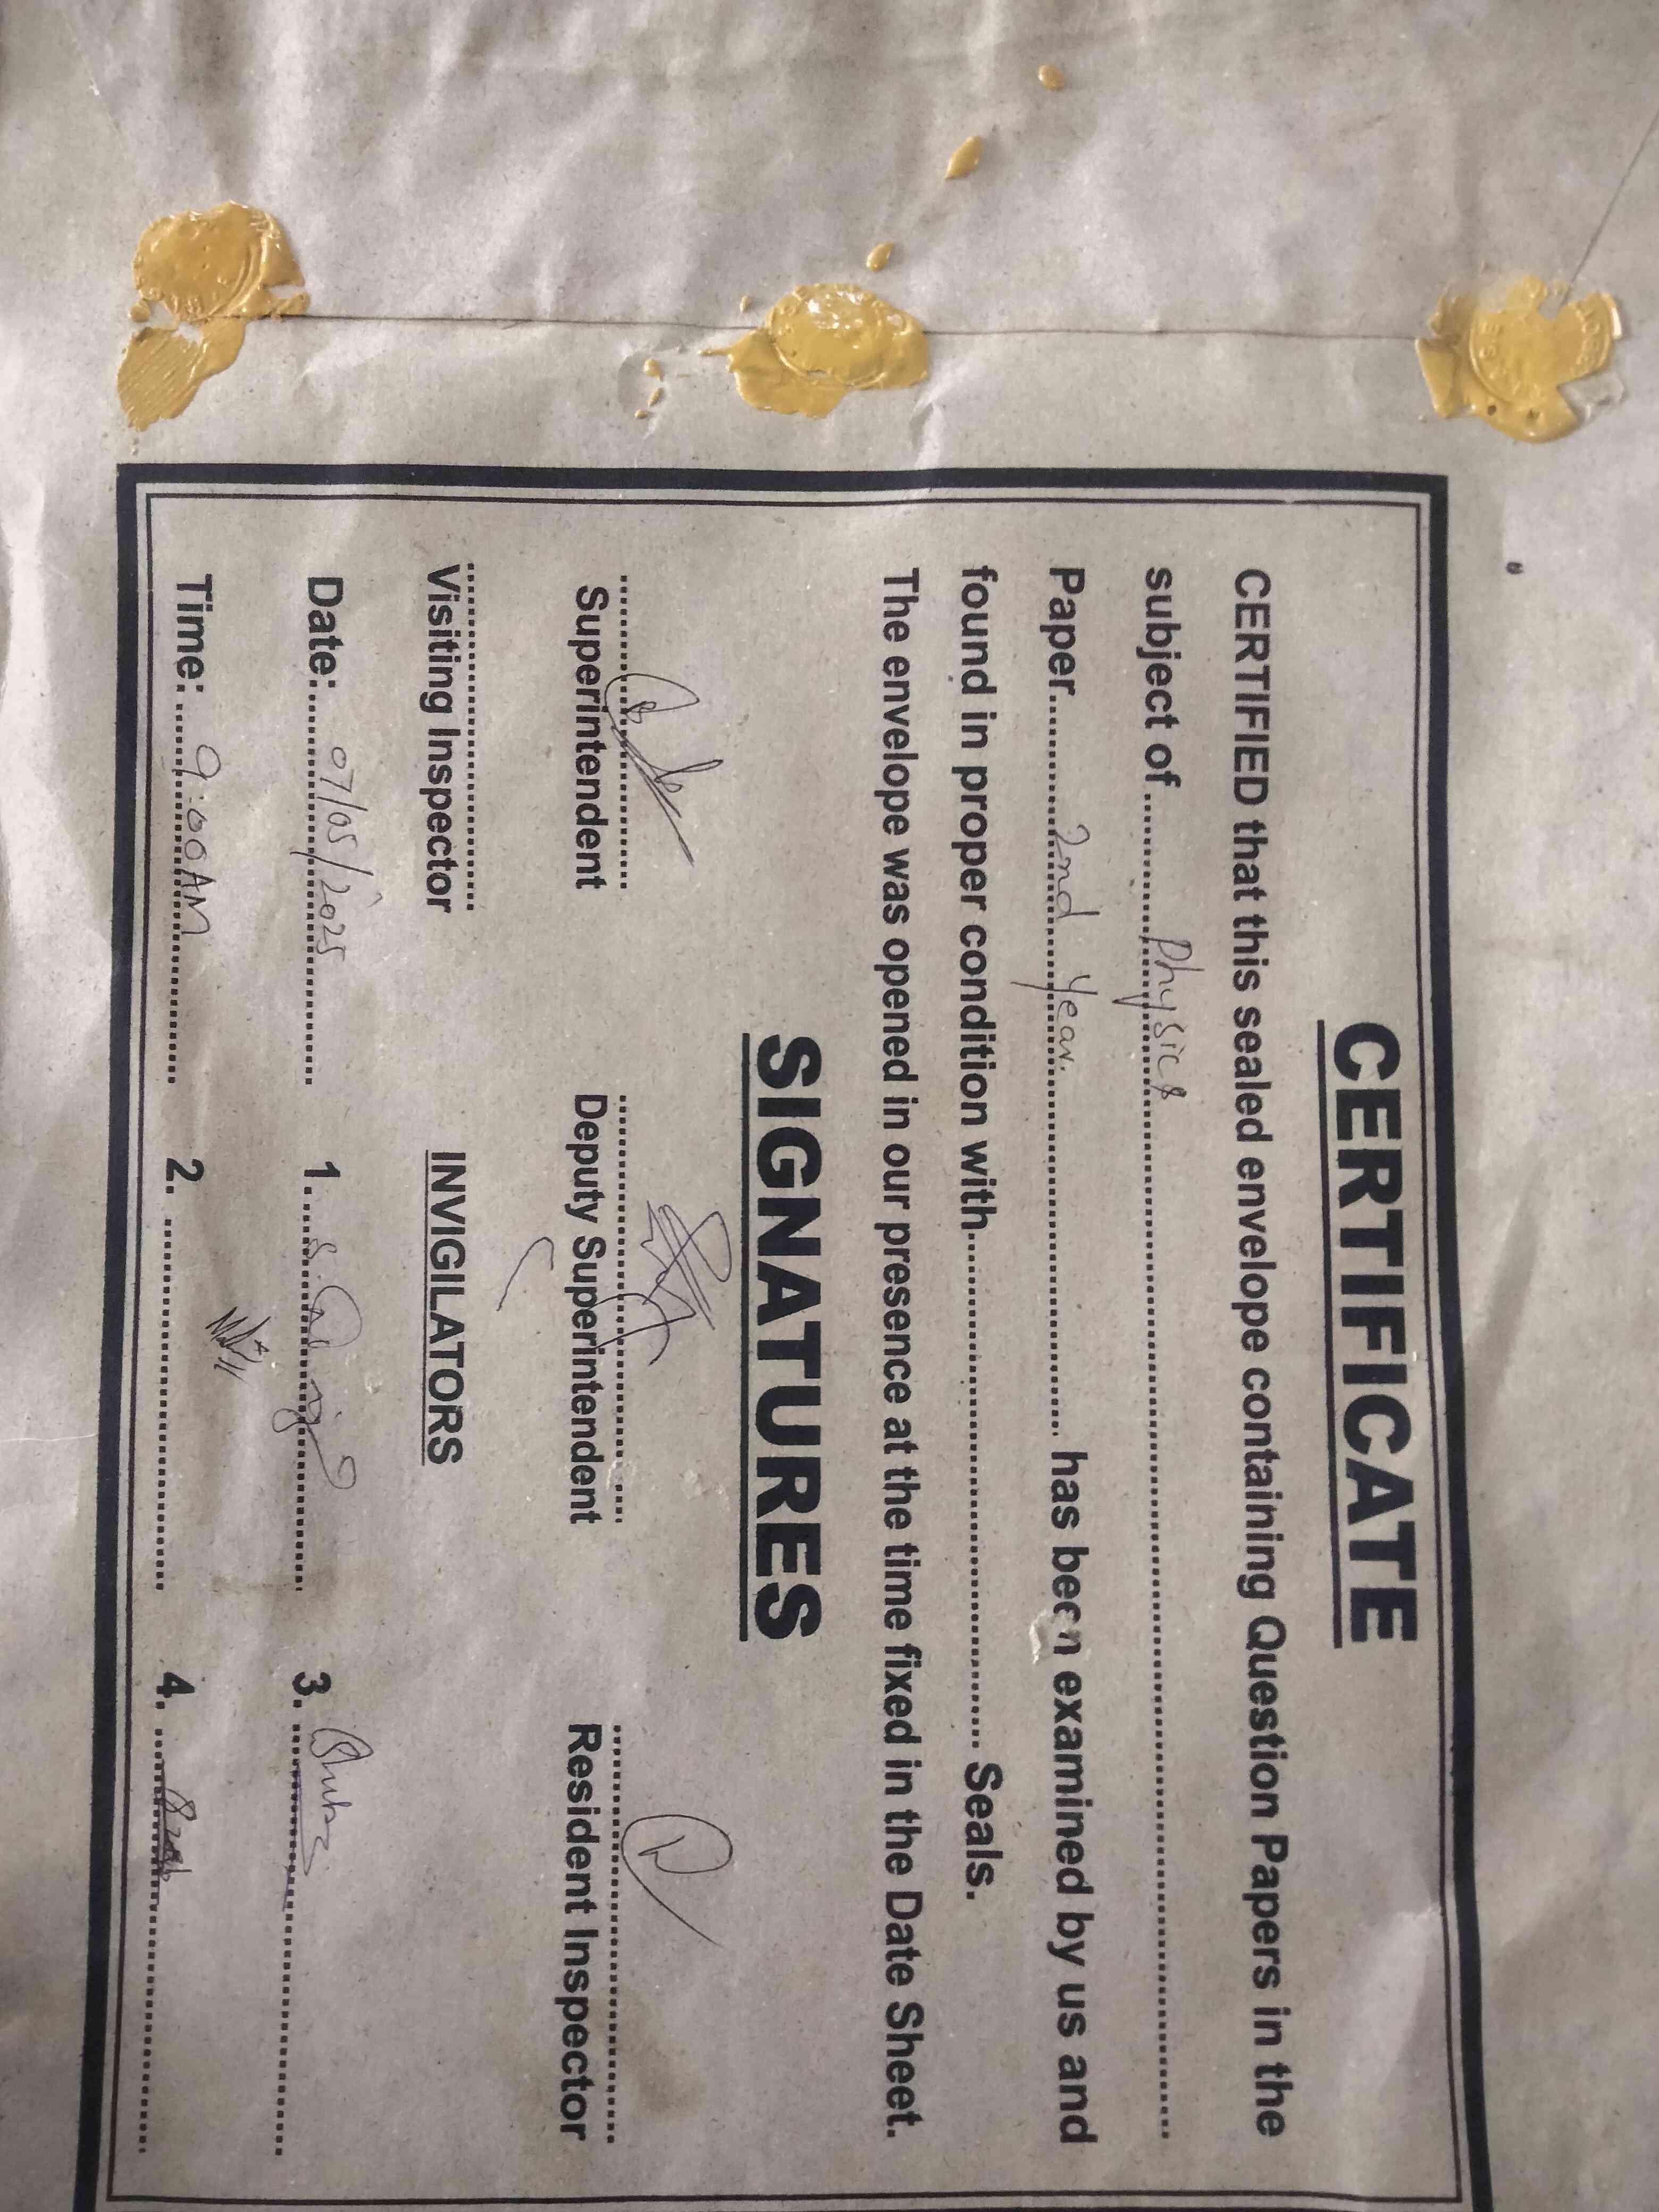 CERTIFICATE
CERTIFIED that this sealed envelope containing Question Papers in the
subject of Physics
Paper 2nd Year. has been examined by us and
found in proper condition with Seals.
The envelope was opened in our presence at the time fixed in the Date Sheet.
SIGNATURES
Superintendent Deputy Superintendent Resident Inspector
Visiting Inspector INVIGILATORS
Date: 07/05/2025 1. 3.
Time: 9:00AM 2. 4.